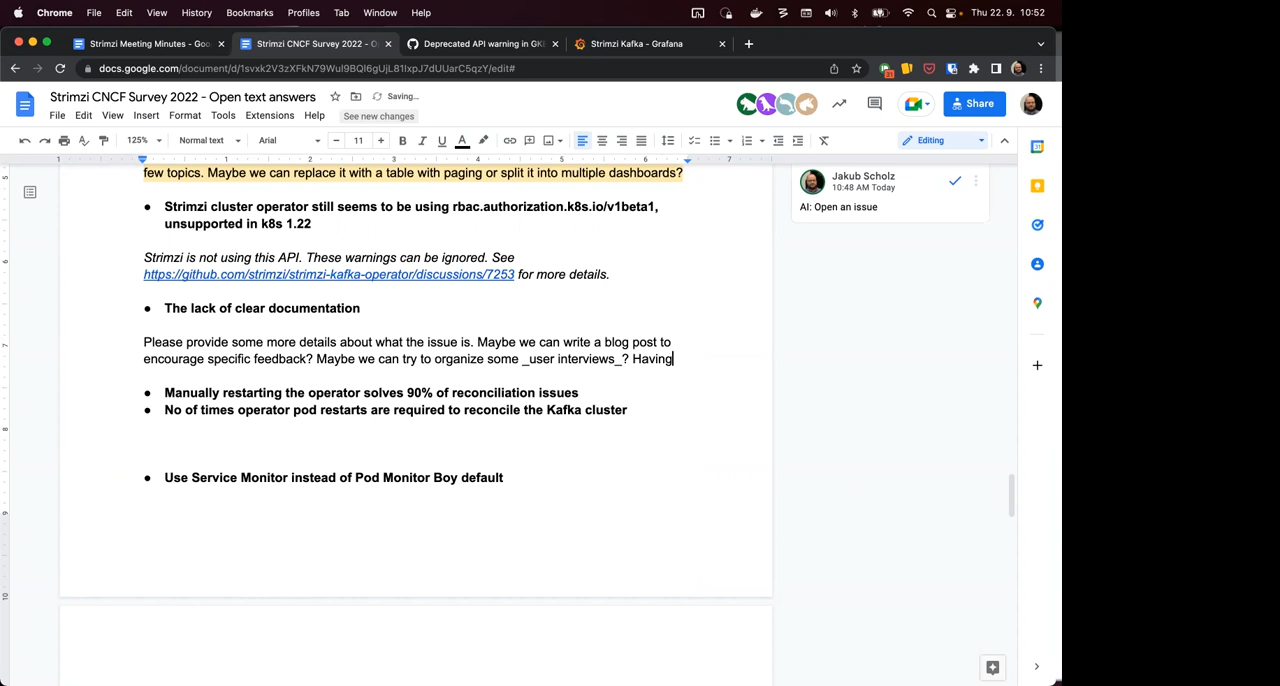 Chrome File Edit View History Bookmarks Profiles Tab Window Help Thu 22. 9. 10:52
Strimzi Meeting Minutes - Goo Strimzi CNCF Survey 2022 - O Deprecated API warning in GKE Strimzi Kafka - Grafana
docs.google.com/document/d/1svxk2V3zXFkN79WuI9BQl6gUjL81IxpJ7dUUarC5qzY/edit#
Strimzi CNCF Survey 2022 - Open text answers Saving...
File Edit View Insert Format Tools Extensions Help See new changes
Share
125% Normal text Arial 11 Editing
few topics. Maybe we can replace it with a table with paging or split it into multiple dashboards?
Jakub Scholz
10:48 AM Today
AI: Open an issue
● Strimzi cluster operator still seems to be using rbac.authorization.k8s.io/v1beta1,
unsupported in k8s 1.22
Strimzi is not using this API. These warnings can be ignored. See
https://github.com/strimzi/strimzi-kafka-operator/discussions/7253 for more details.
● The lack of clear documentation
Please provide some more details about what the issue is. Maybe we can write a blog post to
encourage specific feedback? Maybe we can try to organize some _user interviews_? Having
● Manually restarting the operator solves 90% of reconciliation issues
● No of times operator pod restarts are required to reconcile the Kafka cluster
● Use Service Monitor instead of Pod Monitor Boy default